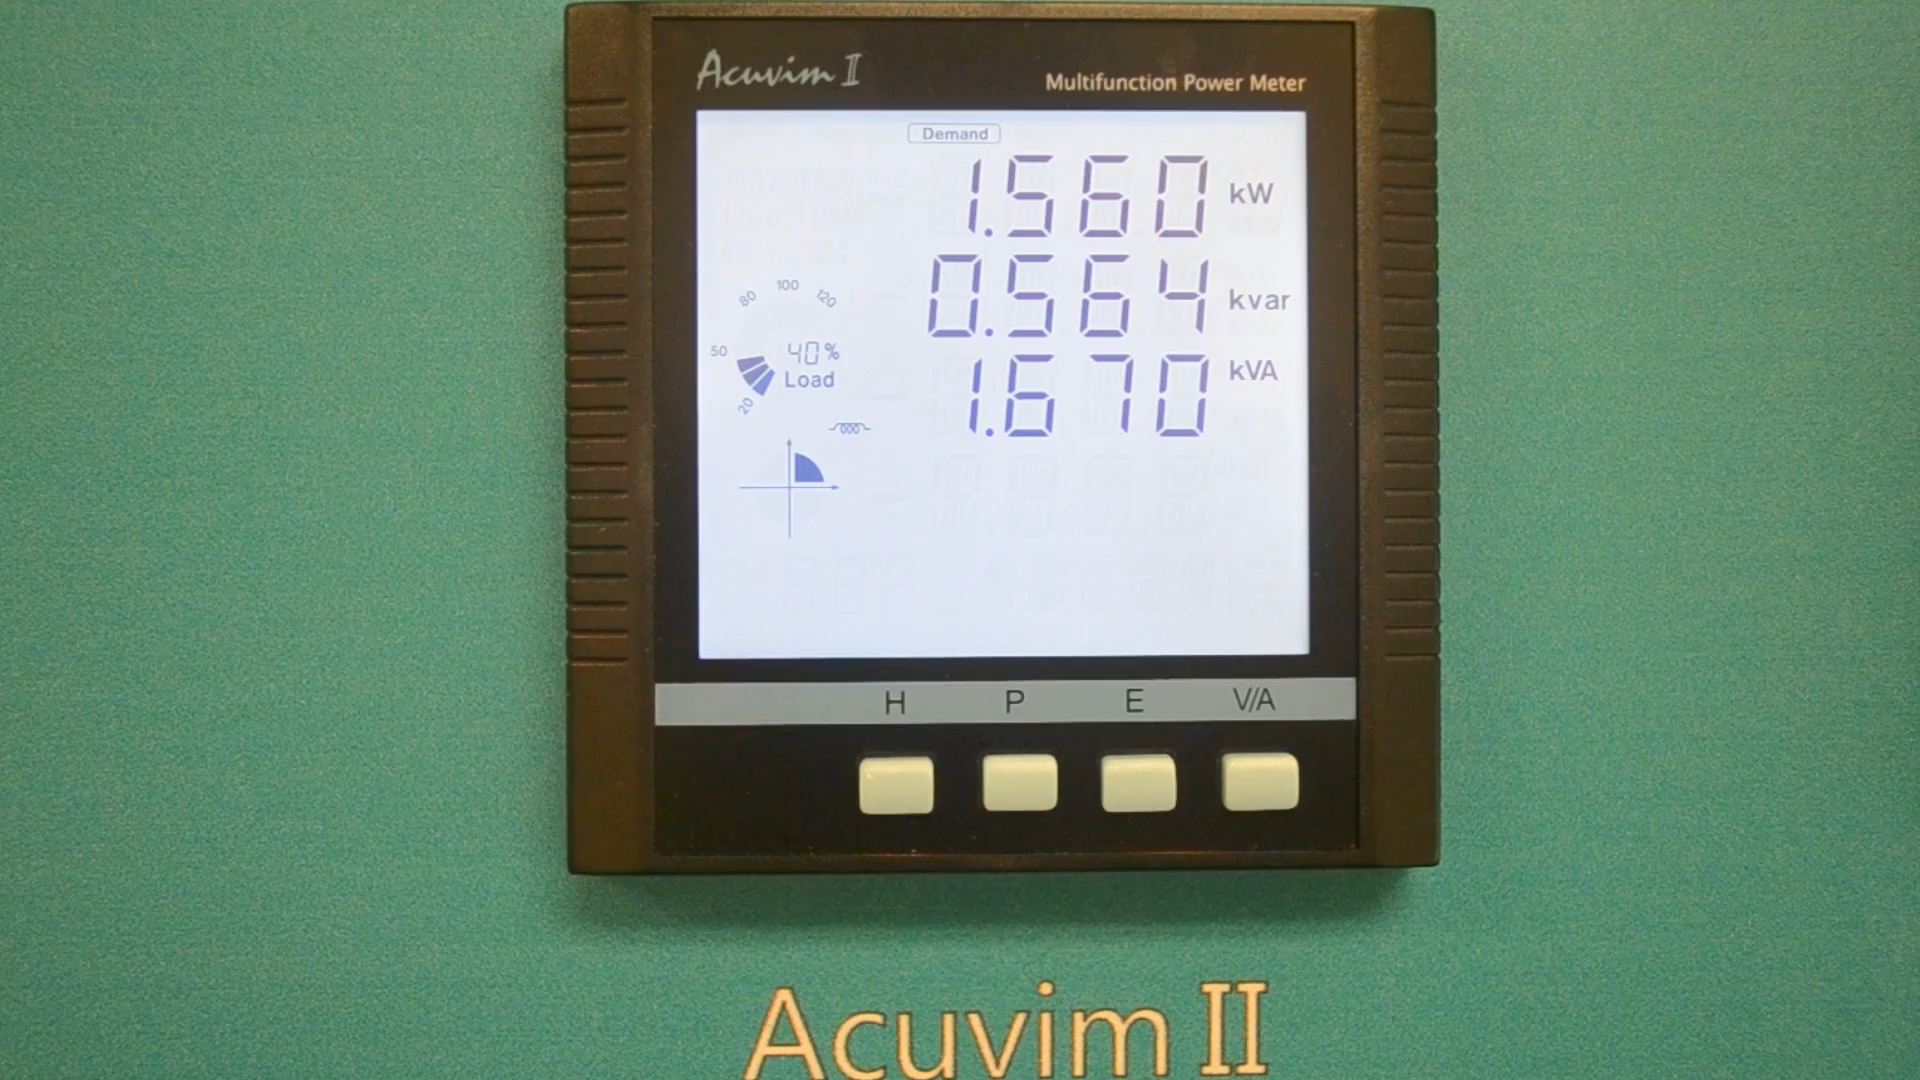 Acuvim II
Multifunction Power Meter
Demand
1.560 kW
0.564 kvar
1.670 kVA
80 100 120
50
40%
Load
20
H P E V/A
Acuvim II